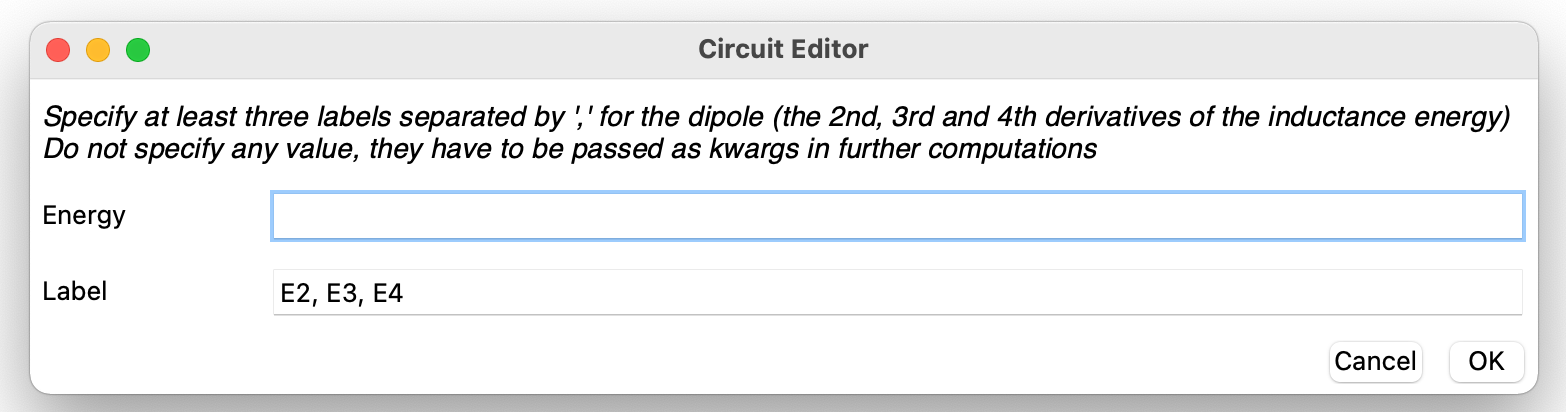 Circuit Editor
Specify at least three labels separated by ',' for the dipole (the 2nd, 3rd and 4th derivatives of the inductance energy)
Do not specify any value, they have to be passed as kwargs in further computations
Energy
Label
E2, E3, E4
Cancel
OK